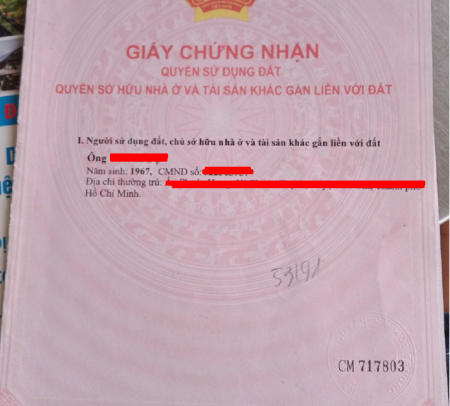 GIẤY CHỨNG NHẬN
QUYỀN SỬ DỤNG ĐẤT
QUYỀN SỞ HỮU NHÀ Ở VÀ TÀI SẢN KHÁC GẮN LIỀN VỚI ĐẤT
I. Người sử dụng đất, chủ sở hữu nhà ở và tài sản khác gắn liền với đất
Ông
Năm sinh: 1967, CMND số:
Địa chỉ thường trú:
Hồ Chí Minh.
CM 717803